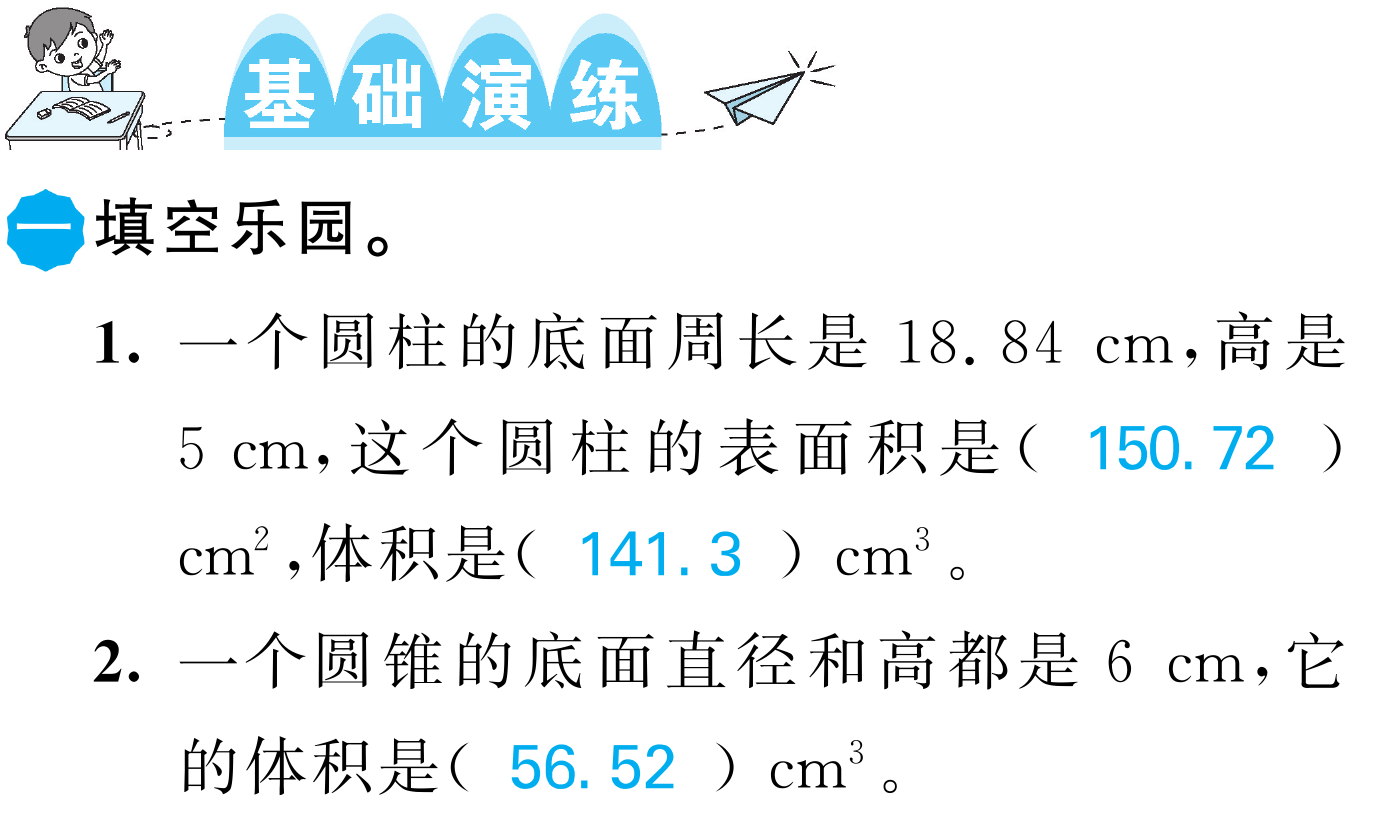 基础演练
一 填空乐园。
1. 一个圆柱的底面周长是 18.84 cm,高是
5 cm,这个圆柱的表面积是( 150.72 )
cm²,体积是( 141.3 ) cm³。
2. 一个圆锥的底面直径和高都是 6 cm,它
的体积是( 56.52 ) cm³。